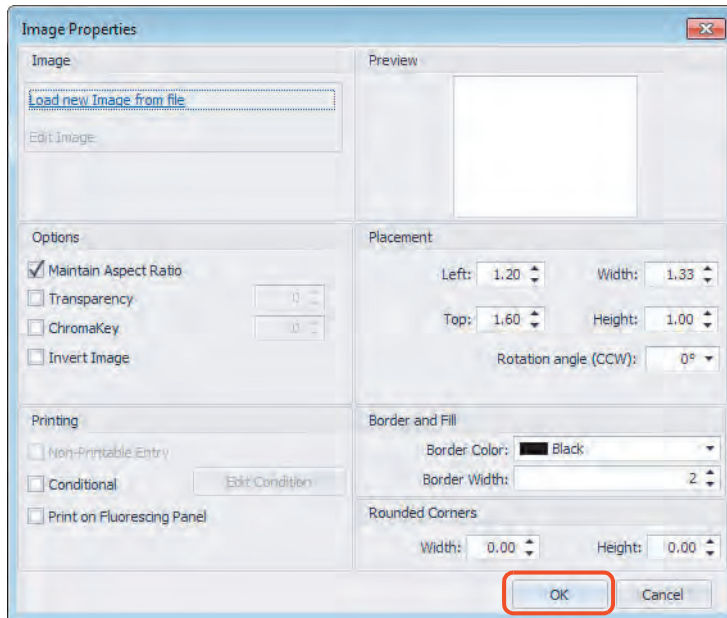 Image Properties
Image
Load new Image from file
Edit Image
Preview
Options
Maintain Aspect Ratio
Transparency 0
ChromaKey 0
Invert Image
Placement
Left: 1.20 Width: 1.33
Top: 1.60 Height: 1.00
Rotation angle (CCW): 0°
Printing
Non-Printable Entry
Conditional Edit Condition
Print on Fluorescing Panel
Border and Fill
Border Color: Black
Border Width: 2
Rounded Corners
Width: 0.00 Height: 0.00
OK Cancel